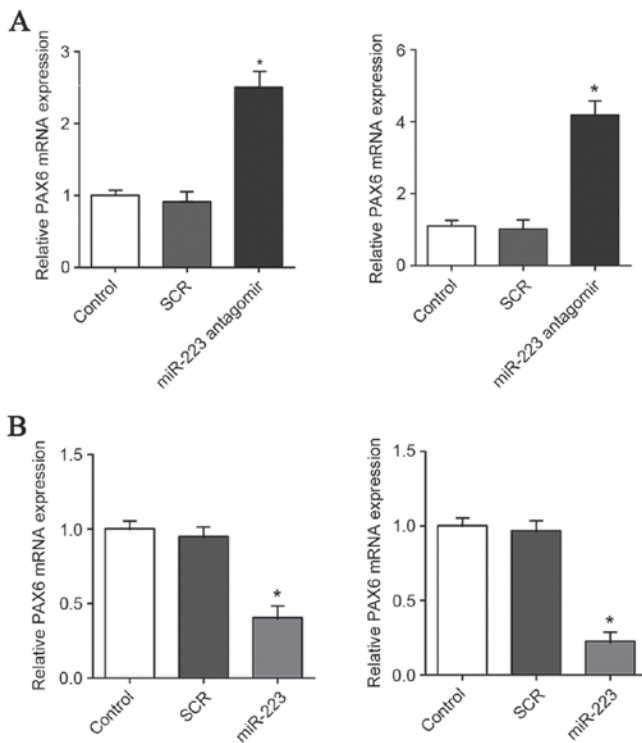 A
Relative PAX6 mRNA expression
3
2
1
0
*
Control
SCR
miR-223 antagomir
Relative PAX6 mRNA expression
6
4
2
0
*
Control
SCR
miR-223 antagomir
B
Relative PAX6 mRNA expression
1.5
1.0
0.5
0.0
*
Control
SCR
miR-223
Relative PAX6 mRNA expression
1.5
1.0
0.5
0.0
*
Control
SCR
miR-223